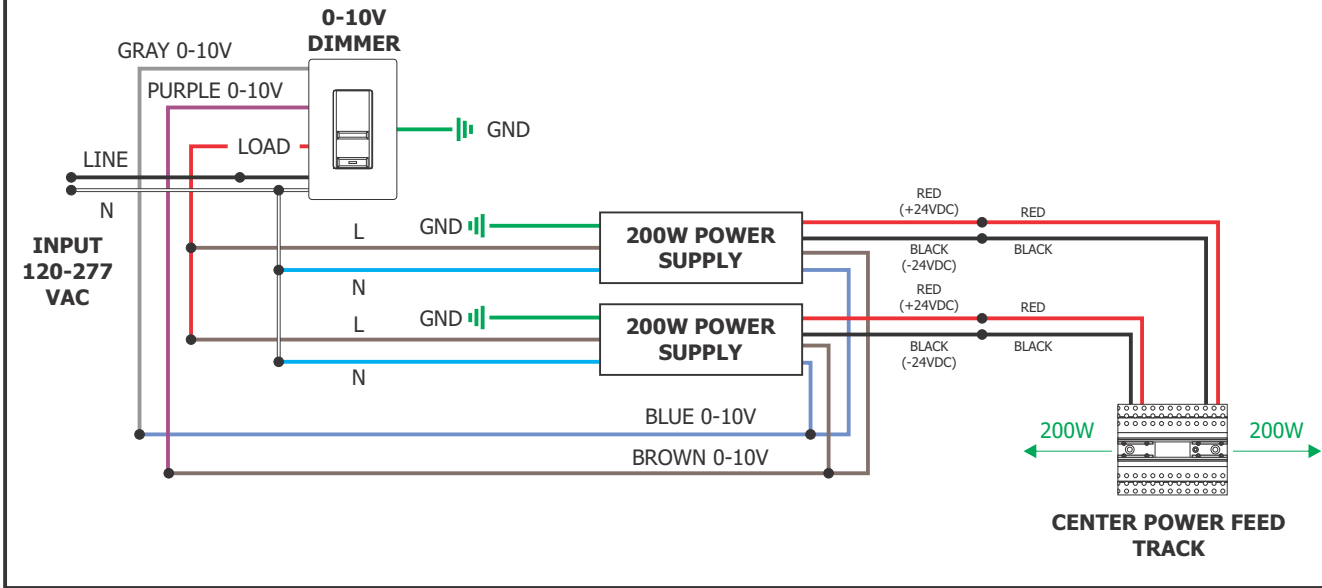 0-10V
DIMMER
GRAY 0-10V
PURPLE 0-10V
GND
LOAD
LINE
N
INPUT
120-277
VAC
L
GND
200W POWER
SUPPLY
N
RED
(+24VDC)
RED
BLACK
(-24VDC)
BLACK
L
GND
200W POWER
SUPPLY
N
RED
(+24VDC)
RED
BLACK
(-24VDC)
BLACK
BLUE 0-10V
BROWN 0-10V
200W
200W
CENTER POWER FEED
TRACK